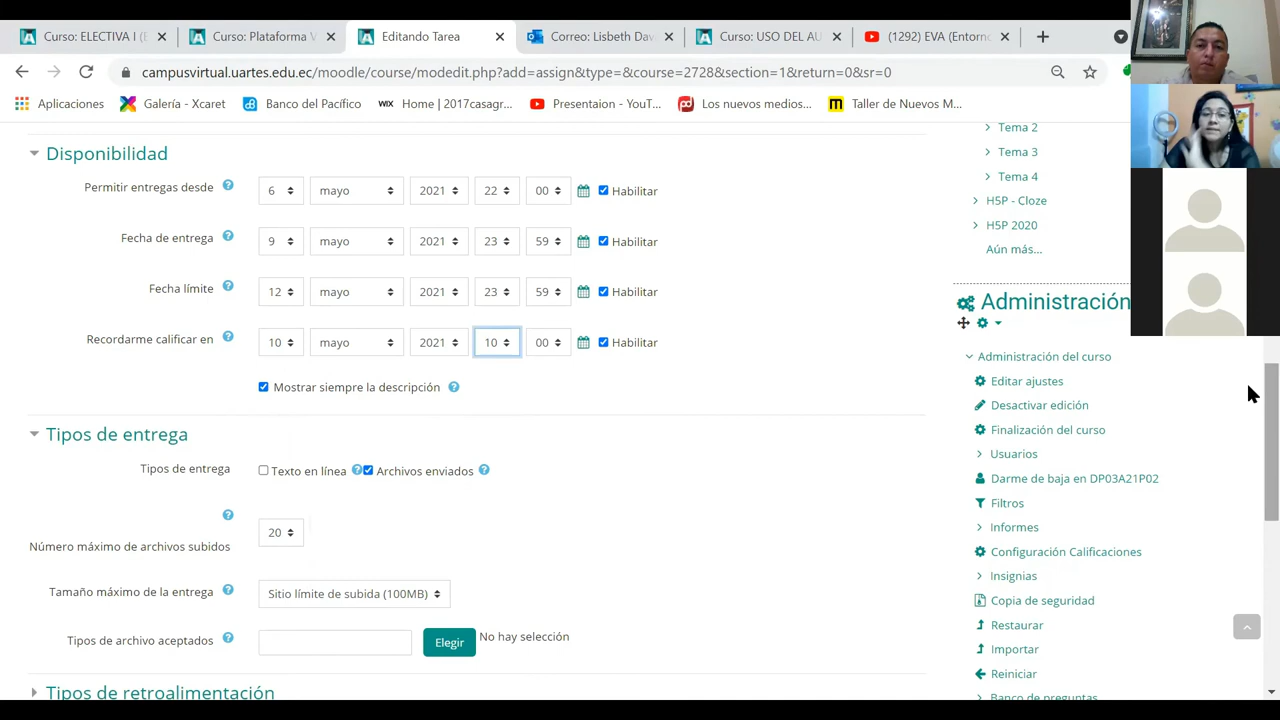 Curso: ELECTIVA I (E
Curso: Plataforma V
Editando Tarea
Correo: Lisbeth Dav
Curso: USO DEL AU
(1292) EVA (Entorn
campusvirtual.uartes.edu.ec/moodle/course/modedit.php?add=assign&type=&course=2728&section=1&return=0&sr=0
Aplicaciones
Galería - Xcaret
Banco del Pacífico
WIX Home | 2017casagr...
Presentaion - YouT...
Los nuevos medios...
Taller de Nuevos M...
Disponibilidad
Permitir entregas desde 6 mayo 2021 22 00 Habilitar
Fecha de entrega 9 mayo 2021 23 59 Habilitar
Fecha límite 12 mayo 2021 23 59 Habilitar
Recordarme calificar en 10 mayo 2021 10 00 Habilitar
Mostrar siempre la descripción
Tipos de entrega
Tipos de entrega Texto en línea Archivos enviados
Número máximo de archivos subidos 20
Tamaño máximo de la entrega Sitio límite de subida (100MB)
Tipos de archivo aceptados Elegir No hay selección
Tipos de retroalimentación
Tema 2
Tema 3
Tema 4
H5P - Cloze
H5P 2020
Aún más...
Administración
Administración del curso
Editar ajustes
Desactivar edición
Finalización del curso
Usuarios
Darme de baja en DP03A21P02
Filtros
Informes
Configuración Calificaciones
Insignias
Copia de seguridad
Restaurar
Importar
Reiniciar
Banco de preguntas